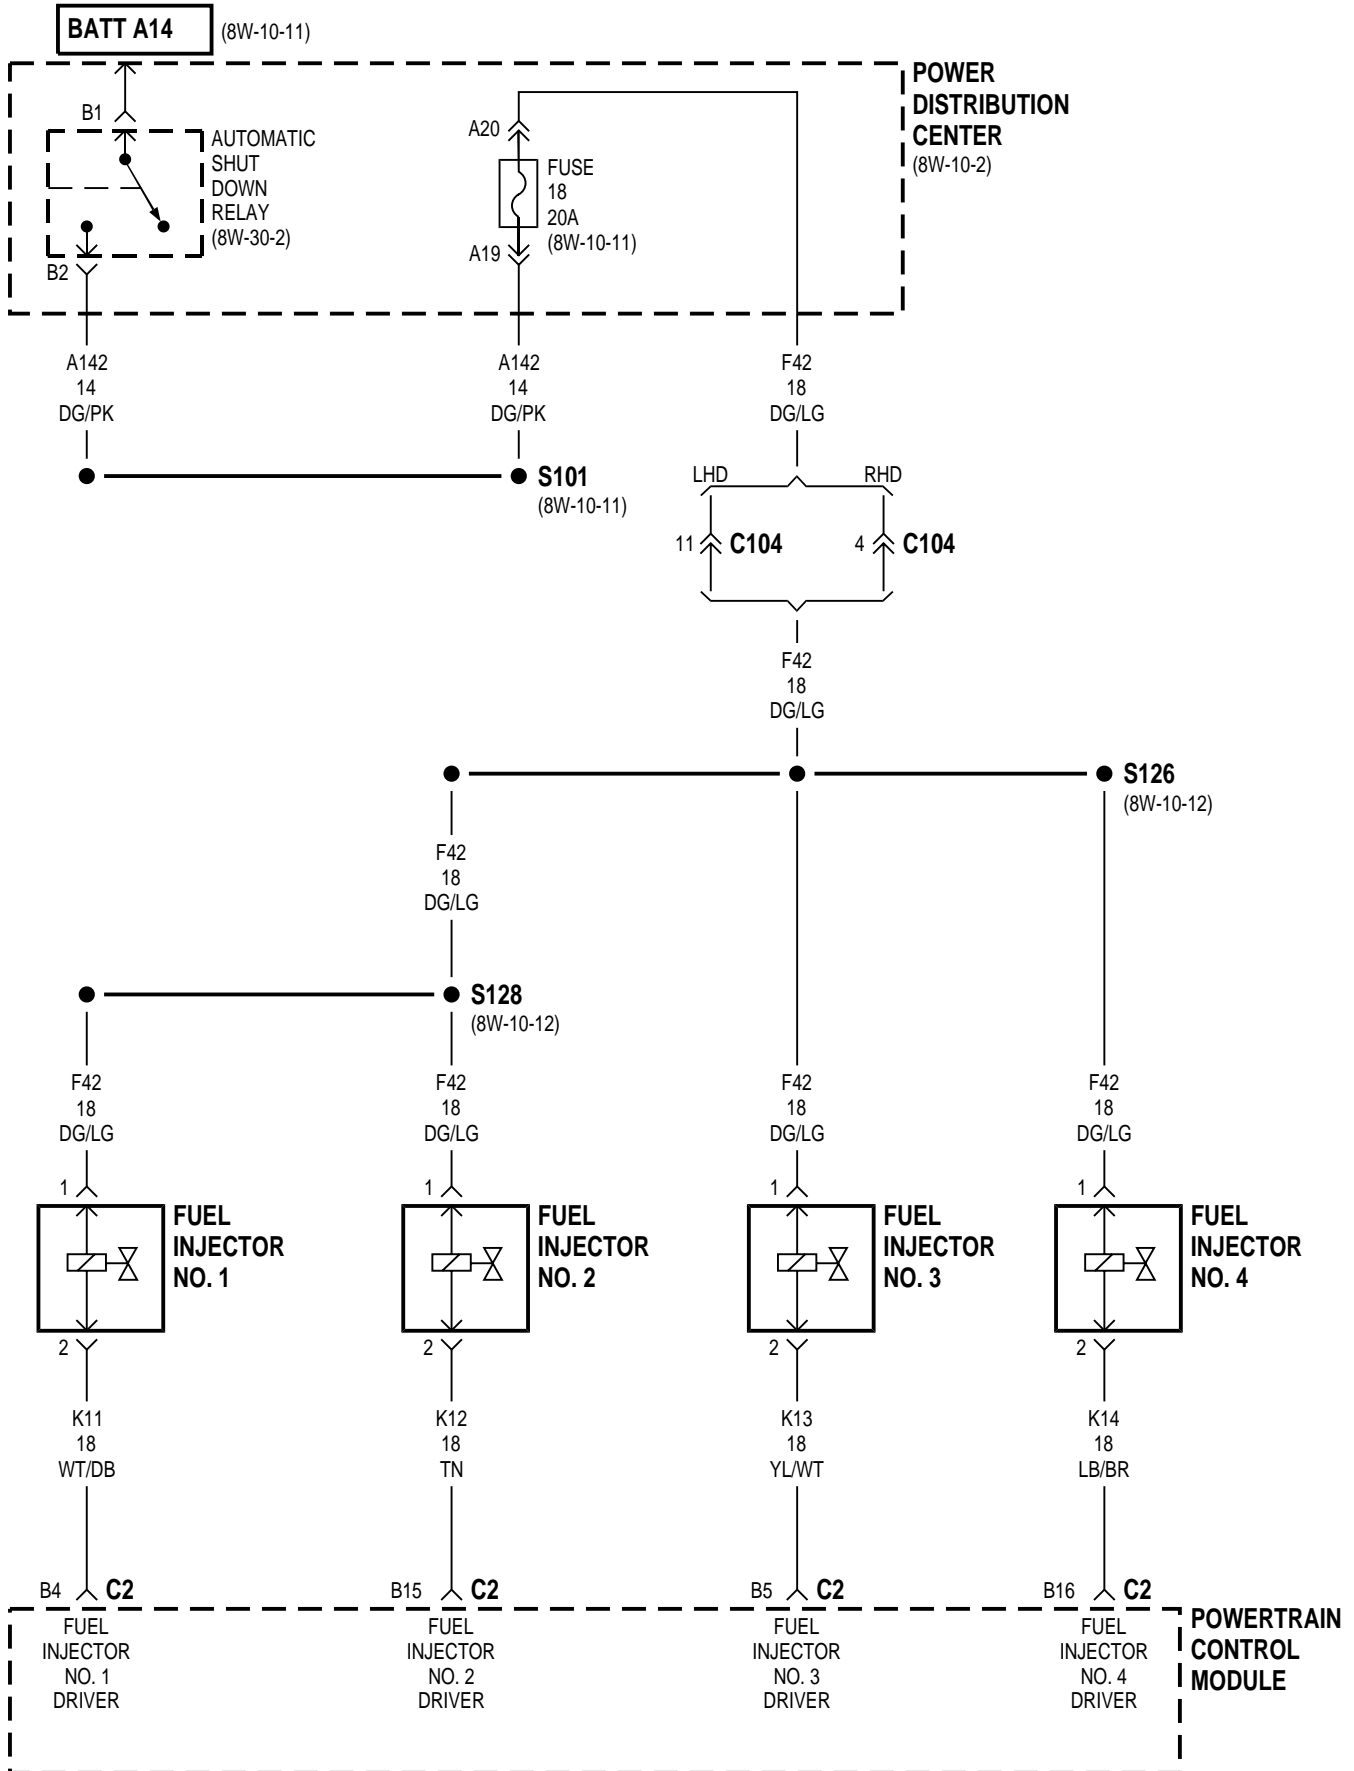 BATT A14 (8W-10-11)
POWER
DISTRIBUTION
CENTER
(8W-10-2)
B1
AUTOMATIC
SHUT
DOWN
RELAY
(8W-30-2)
B2
A20
FUSE
18
20A
(8W-10-11)
A19
A142
14
DG/PK
A142
14
DG/PK
F42
18
DG/LG
S101
(8W-10-11)
LHD RHD
11 C104 4 C104
F42
18
DG/LG
S126
(8W-10-12)
F42
18
DG/LG
S128
(8W-10-12)
F42
18
DG/LG
F42
18
DG/LG
F42
18
DG/LG
F42
18
DG/LG
1
FUEL
INJECTOR
NO. 1
2
1
FUEL
INJECTOR
NO. 2
2
1
FUEL
INJECTOR
NO. 3
2
1
FUEL
INJECTOR
NO. 4
2
K11
18
WT/DB
K12
18
TN
K13
18
YL/WT
K14
18
LB/BR
B4 C2 B15 C2 B5 C2 B16 C2
FUEL
INJECTOR
NO. 1
DRIVER
FUEL
INJECTOR
NO. 2
DRIVER
FUEL
INJECTOR
NO. 3
DRIVER
FUEL
INJECTOR
NO. 4
DRIVER
POWERTRAIN
CONTROL
MODULE